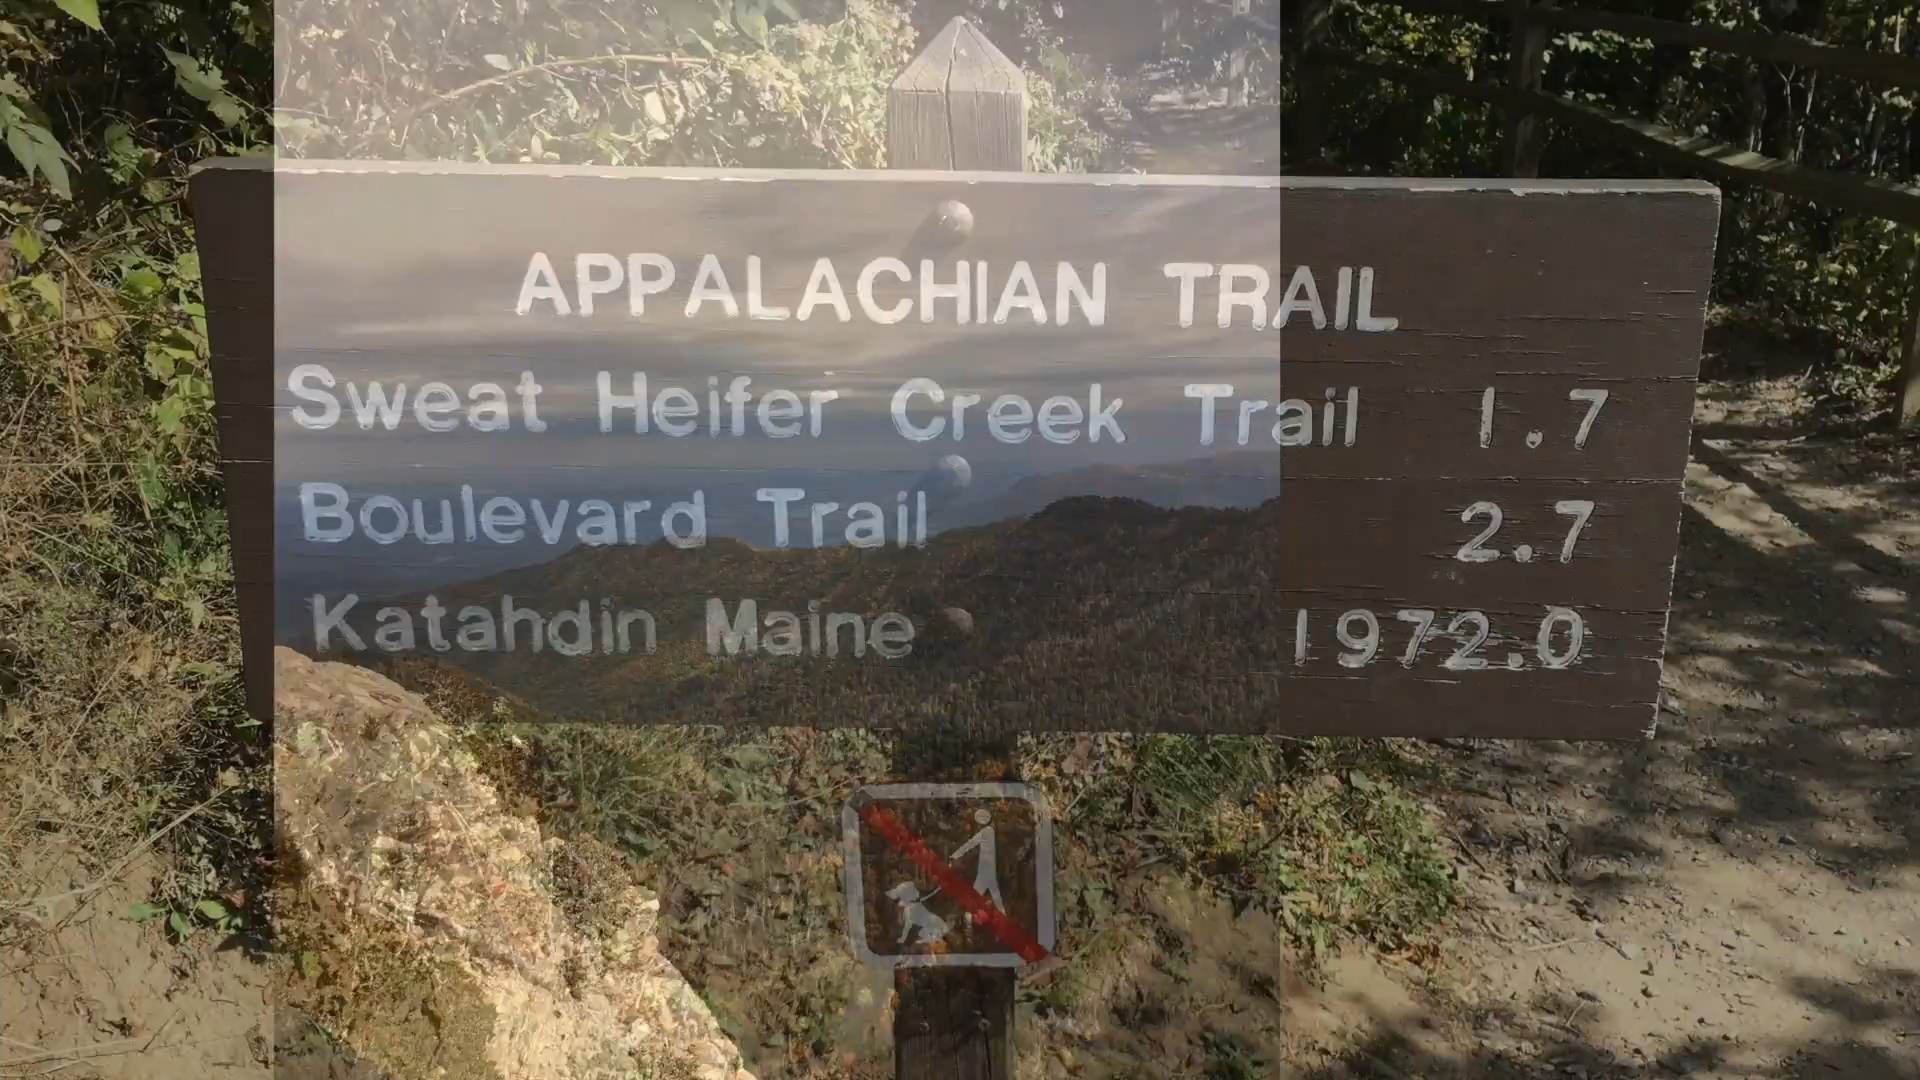 APPALACHIAN TRAIL
Sweat Heifer Creek Trail 1.7
Boulevard Trail 2.7
Katahdin Maine 1972.0